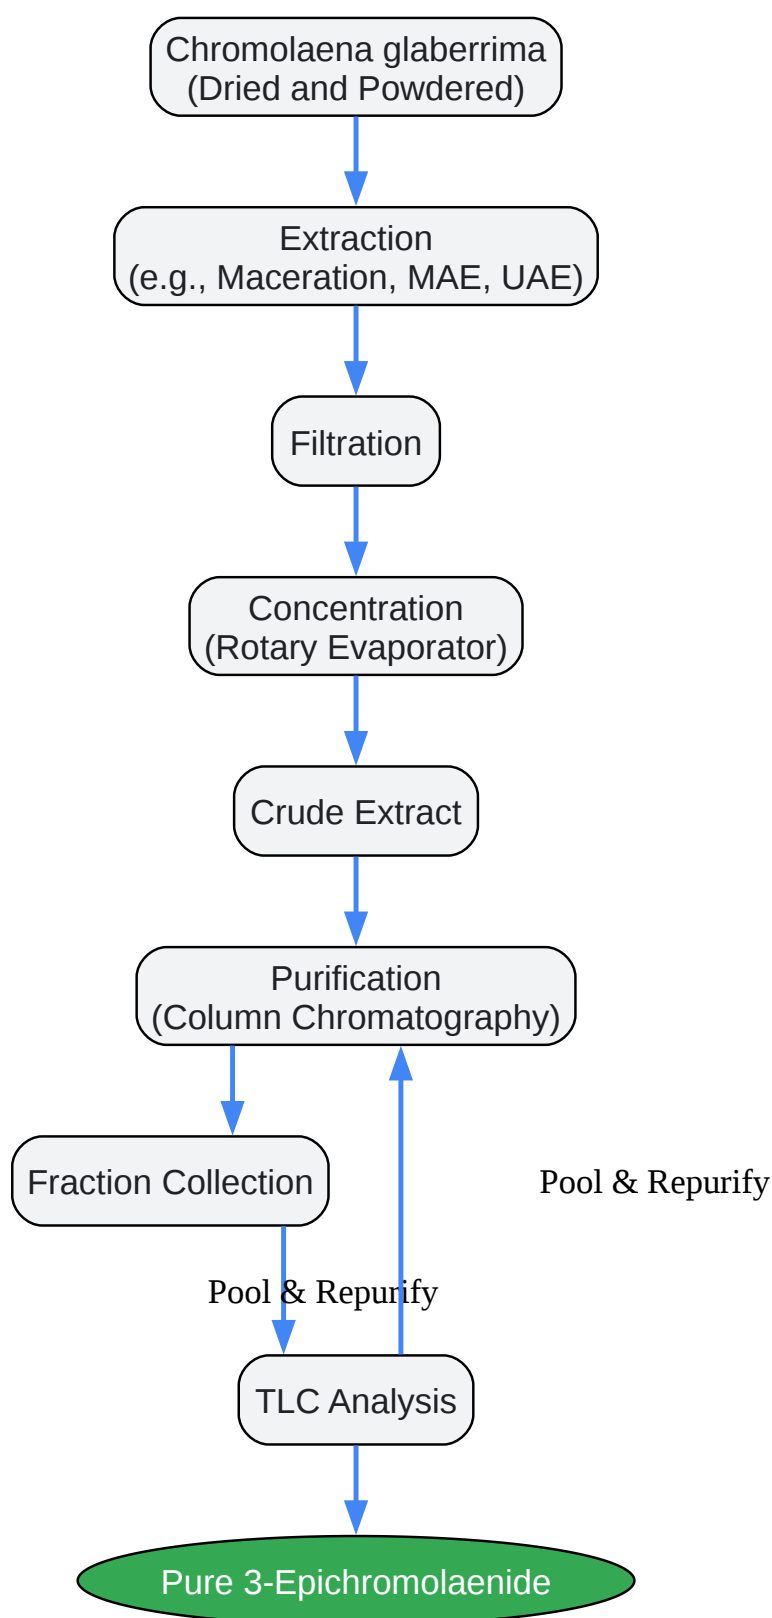 Chromolaena glaberrima
(Dried and Powdered)
Extraction
(e.g., Maceration, MAE, UAE)
Filtration
Concentration
(Rotary Evaporator)
Crude Extract
Purification
(Column Chromatography)
Fraction Collection
Pool & Repurify
Pool & Repurify
TLC Analysis
Pure 3-Epichromolaenide